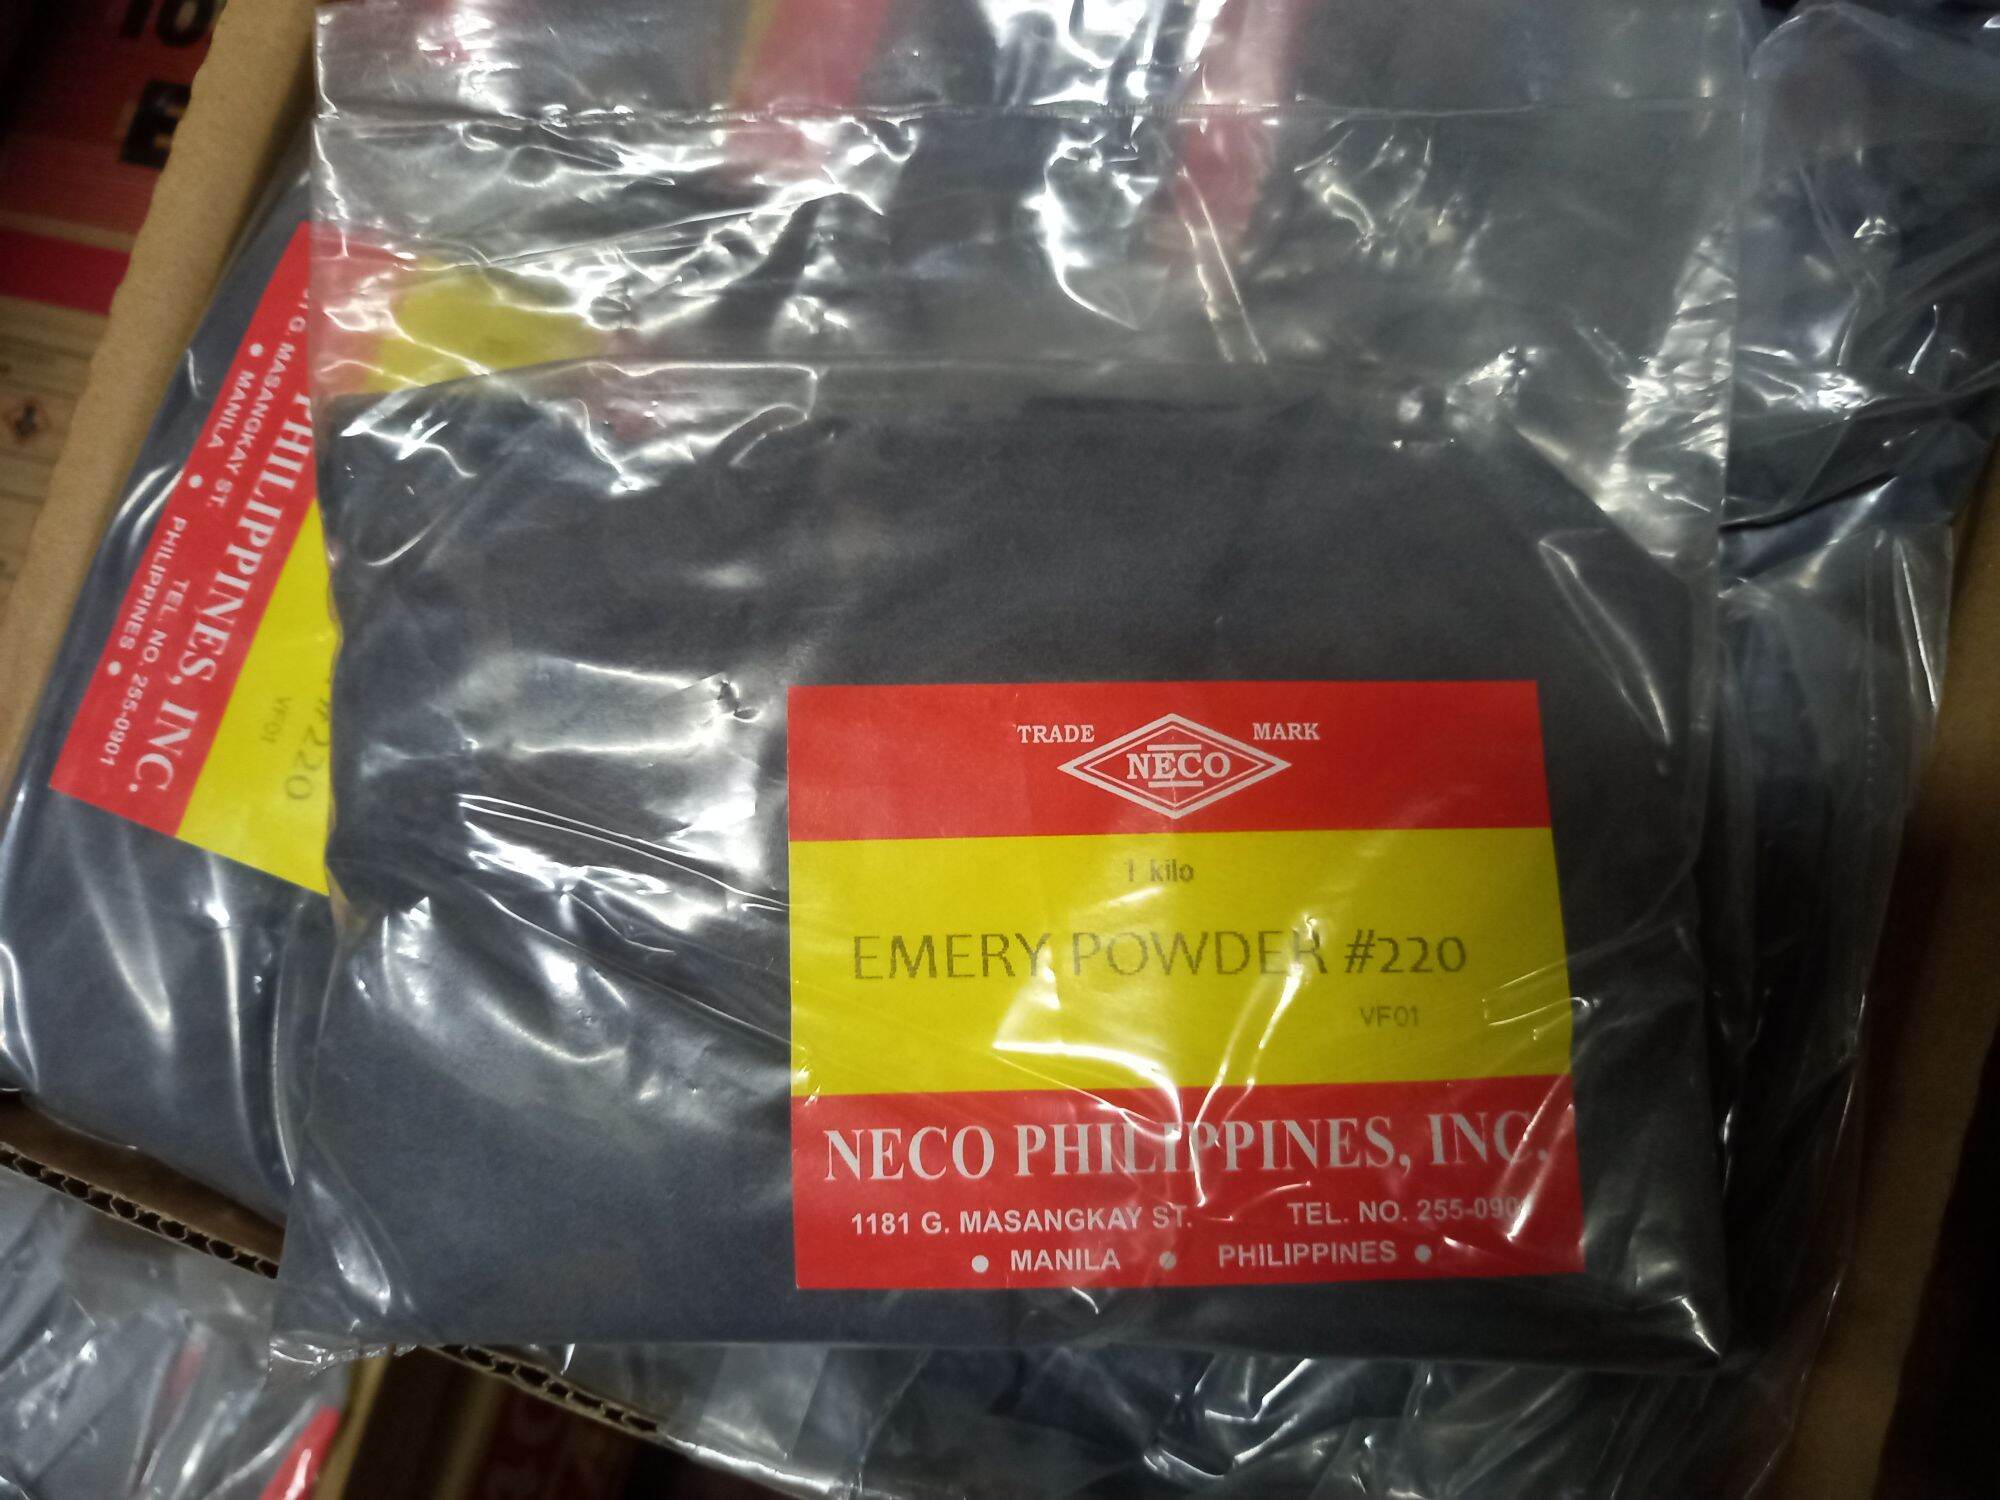 TRADE MARK
NECO
1 kilo
EMERY POWDER #220
VF01
NECO PHILIPPINES, INC.
1181 G. MASANGKAY ST. TEL. NO. 255-0901
• MANILA • PHILIPPINES •
PHILIPPINES, INC.
G. MASANGKAY ST. TEL. NO. 255-0901
• MANILA • PHILIPPINES •
#220
VF01